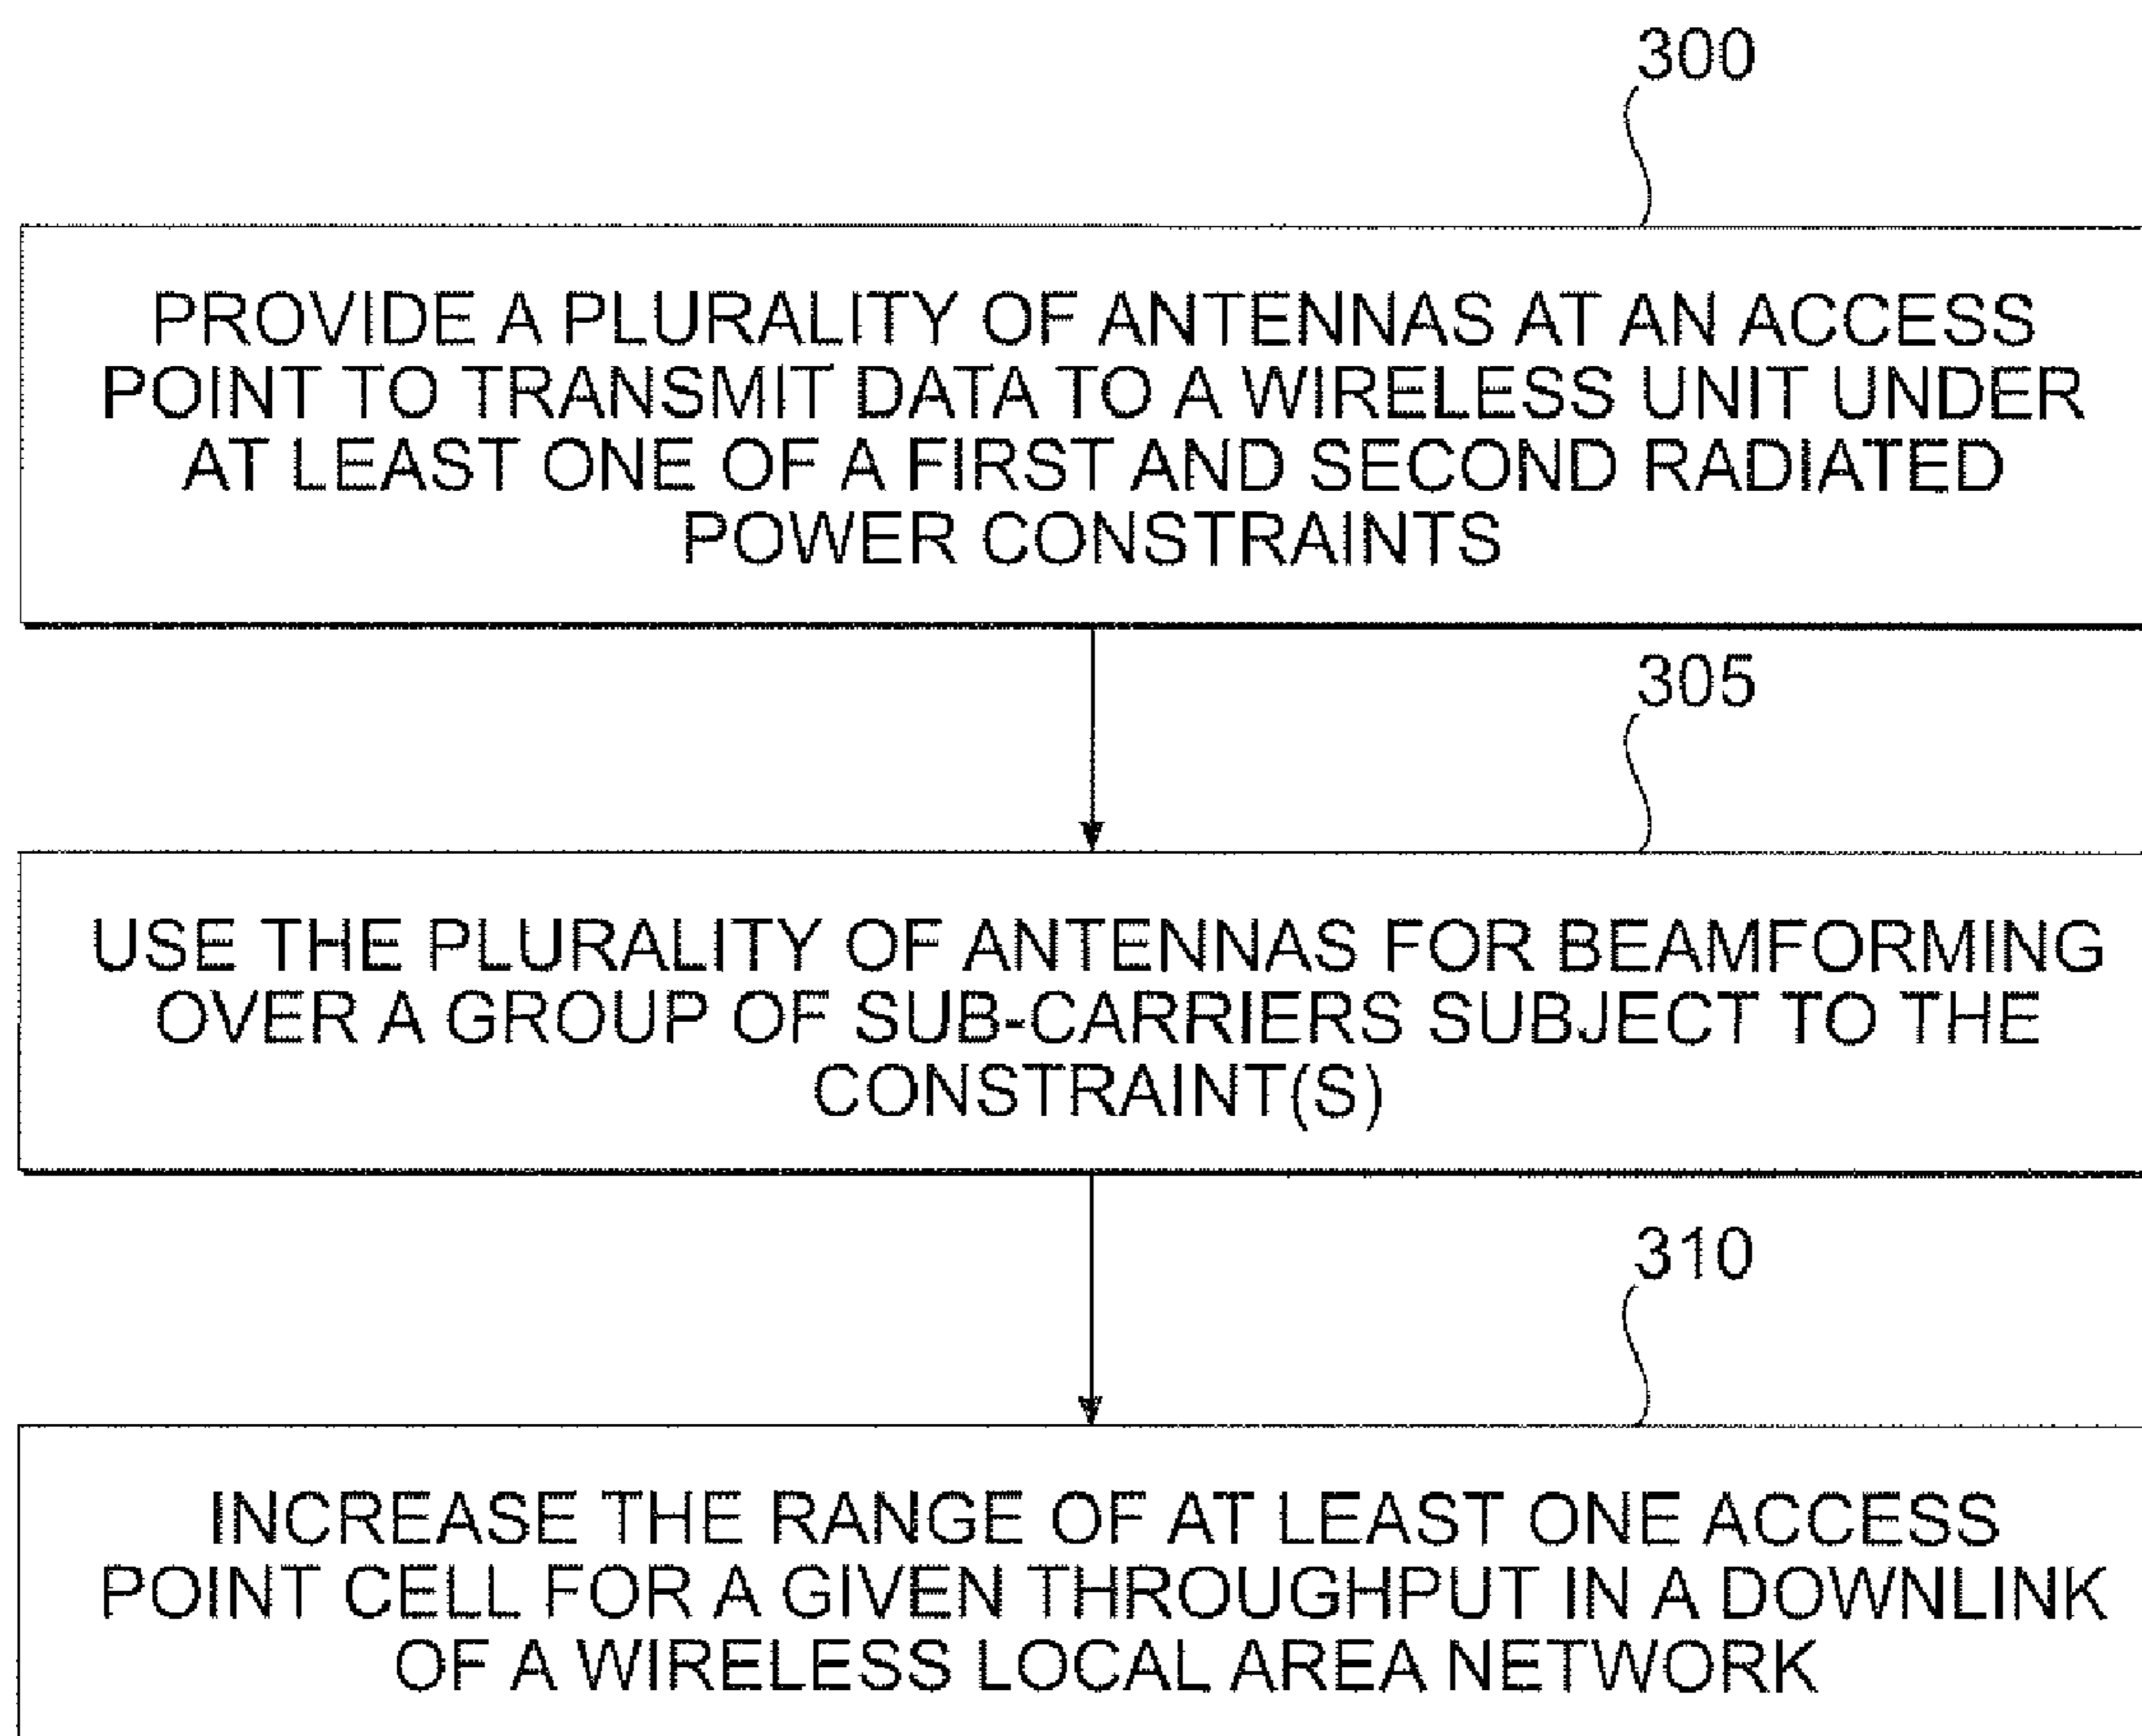 300
PROVIDE A PLURALITY OF ANTENNAS AT AN ACCESS
POINT TO TRANSMIT DATA TO A WIRELESS UNIT UNDER
AT LEAST ONE OF A FIRST AND SECOND RADIATED
POWER CONSTRAINTS
305
USE THE PLURALITY OF ANTENNAS FOR BEAMFORMING
OVER A GROUP OF SUB-CARRIERS SUBJECT TO THE
CONSTRAINT(S)
310
INCREASE THE RANGE OF AT LEAST ONE ACCESS
POINT CELL FOR A GIVEN THROUGHPUT IN A DOWNLINK
OF A WIRELESS LOCAL AREA NETWORK